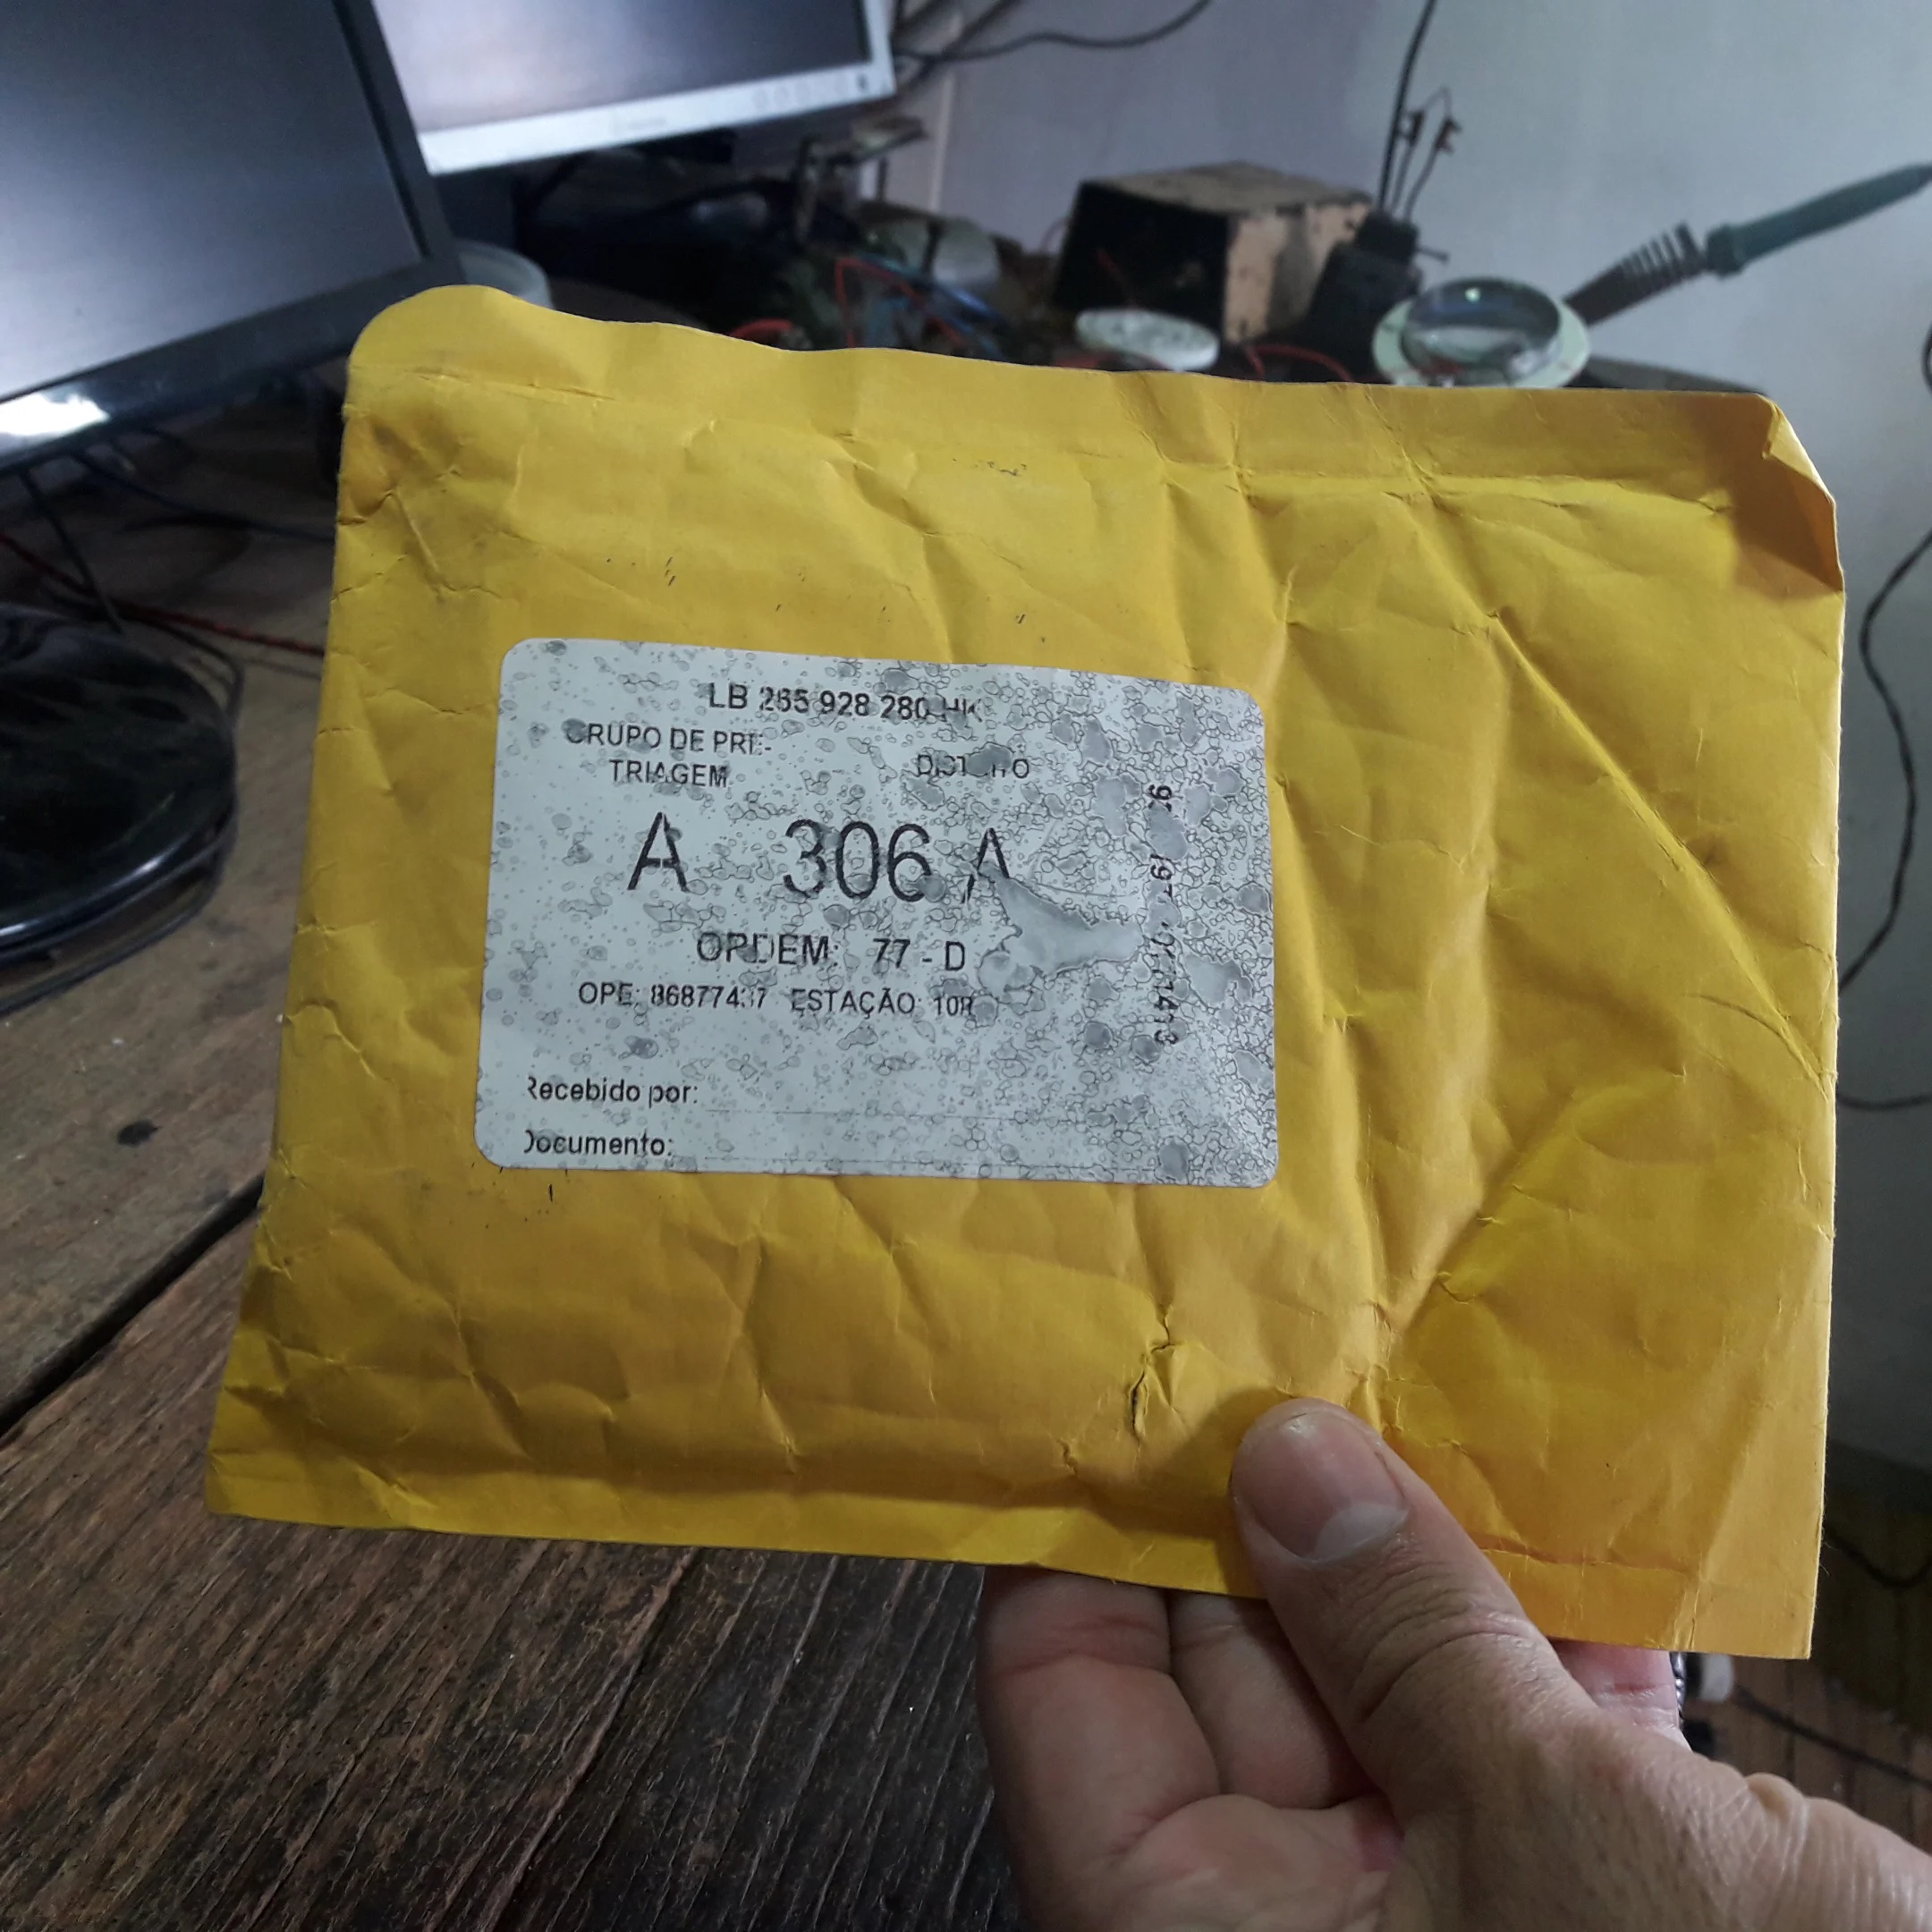 LB 265 928 280 HK
GRUPO DE PRÉ-
TRIAGEM
DISTRITO
A 306 A
ORDEM: 77 - D
OPE: 86877437 ESTAÇÃO: 10R
Recebido por:
Documento: